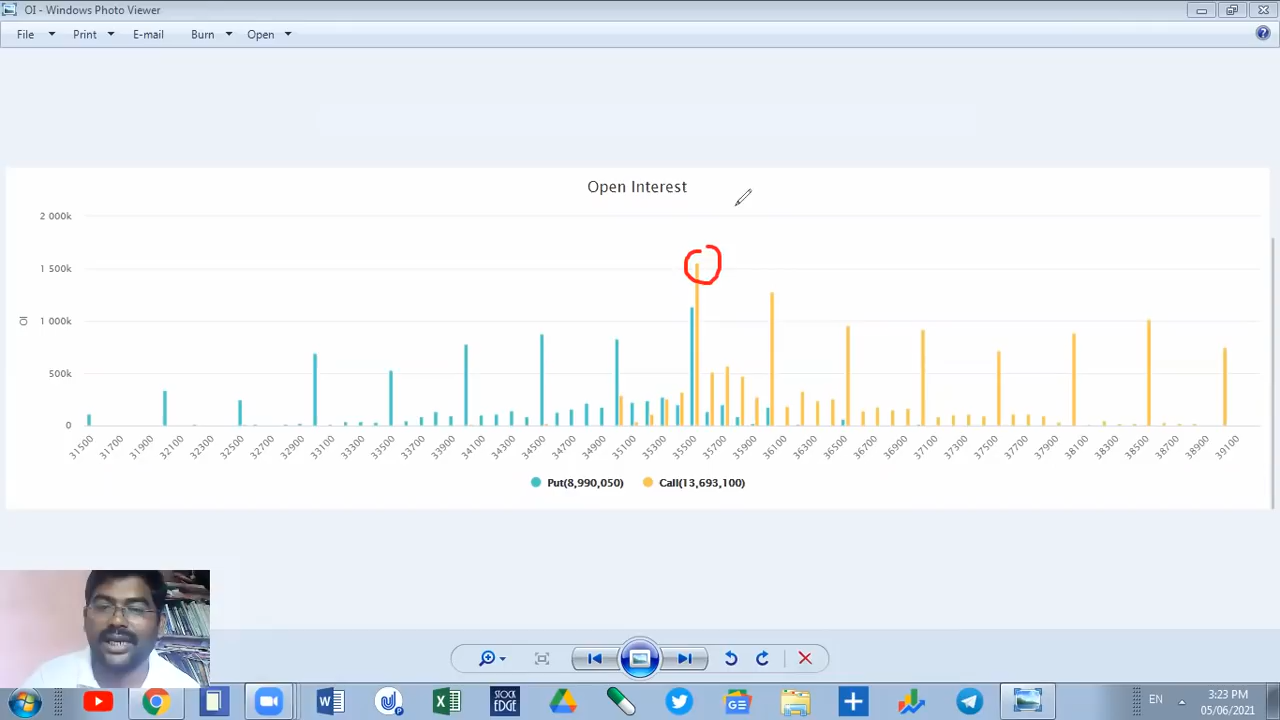 OI - Windows Photo Viewer
File Print E-mail Burn Open
Open Interest
2 000k
1 500k
1 000k
500k
0
OI
31500 31700 31900 32100 32300 32500 32700 32900 33100 33300 33500 33700 33900 34100 34300 34500 34700 34900 35100 35300 35500 35700 35900 36100 36300 36500 36700 36900 37100 37300 37500 37700 37900 38100 38300 38500 38700 38900 39100
Put(8,990,050) Call(13,693,100)
STOCK
EDGE
EN
3:23 PM
05/06/2021